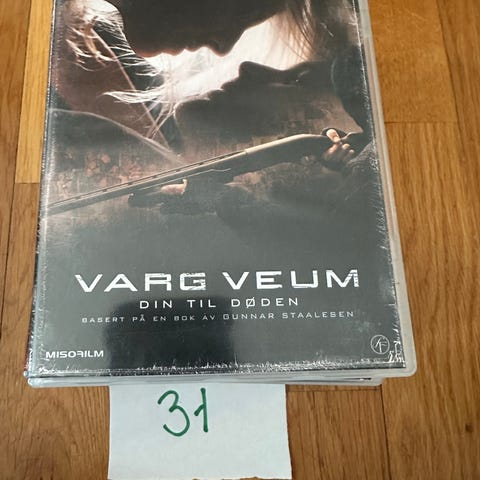 VARG VEUM
DIN TIL DØDEN
BASERT PÅ EN BOK AV GUNNAR STAALESEN
MISOFILM
31